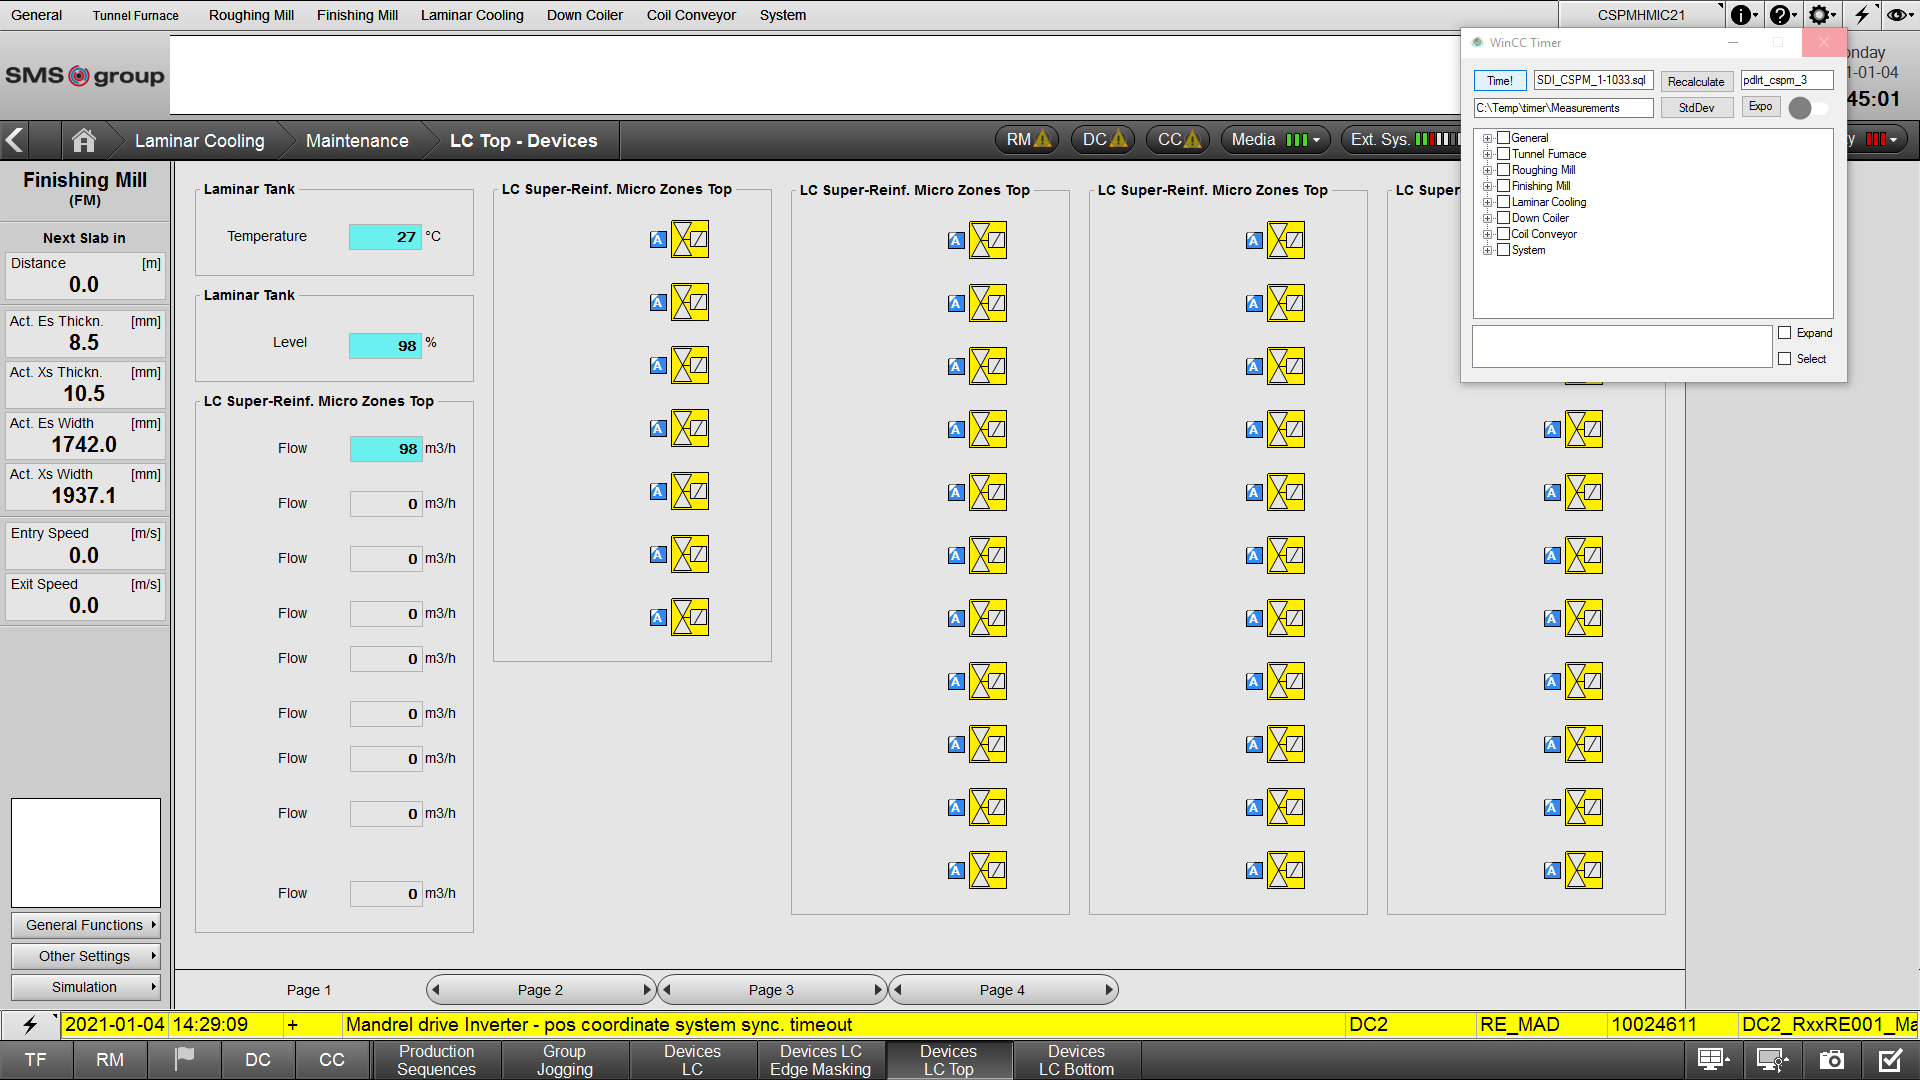 General Tunnel Furnace Roughing Mill Finishing Mill Laminar Cooling Down Coiler Coil Conveyor System CSPMHMIC21
SMS group
WinCC Timer
Time! SDI_CSPM_1-1033.sql Recalculate pdlrt_cspm_3
C:\Temp\timer\Measurements StdDev Expo
General
Tunnel Furnace
Roughing Mill
Finishing Mill
Laminar Cooling
Down Coiler
Coil Conveyor
System
Expand
Select
onday
1-01-04
45:01
Laminar Cooling Maintenance LC Top - Devices RM DC CC Media Ext. Sys. y
Finishing Mill
(FM)
Next Slab in
Distance [m]
0.0
Act. Es Thickn. [mm]
8.5
Act. Xs Thickn. [mm]
10.5
Act. Es Width [mm]
1742.0
Act. Xs Width [mm]
1937.1
Entry Speed [m/s]
0.0
Exit Speed [m/s]
0.0
General Functions
Other Settings
Simulation
Laminar Tank
Temperature 27 °C
Laminar Tank
Level 98 %
LC Super-Reinf. Micro Zones Top
Flow 98 m3/h
Flow 0 m3/h
Flow 0 m3/h
Flow 0 m3/h
Flow 0 m3/h
Flow 0 m3/h
Flow 0 m3/h
Flow 0 m3/h
Flow 0 m3/h
LC Super-Reinf. Micro Zones Top
A
A
A
A
A
A
A
LC Super-Reinf. Micro Zones Top
A
A
A
A
A
A
A
A
A
A
A
LC Super-Reinf. Micro Zones Top
A
A
A
A
A
A
A
A
A
A
A
LC Super
A
A
A
A
A
A
A
A
Page 1 Page 2 Page 3 Page 4
2021-01-04 14:29:09 + Mandrel drive Inverter - pos coordinate system sync. timeout DC2 RE_MAD 10024611 DC2_RxxRE001_Ma
TF RM DC CC
Production
Sequences
Group
Jogging
Devices
LC
Devices LC
Edge Masking
Devices
LC Top
Devices
LC Bottom